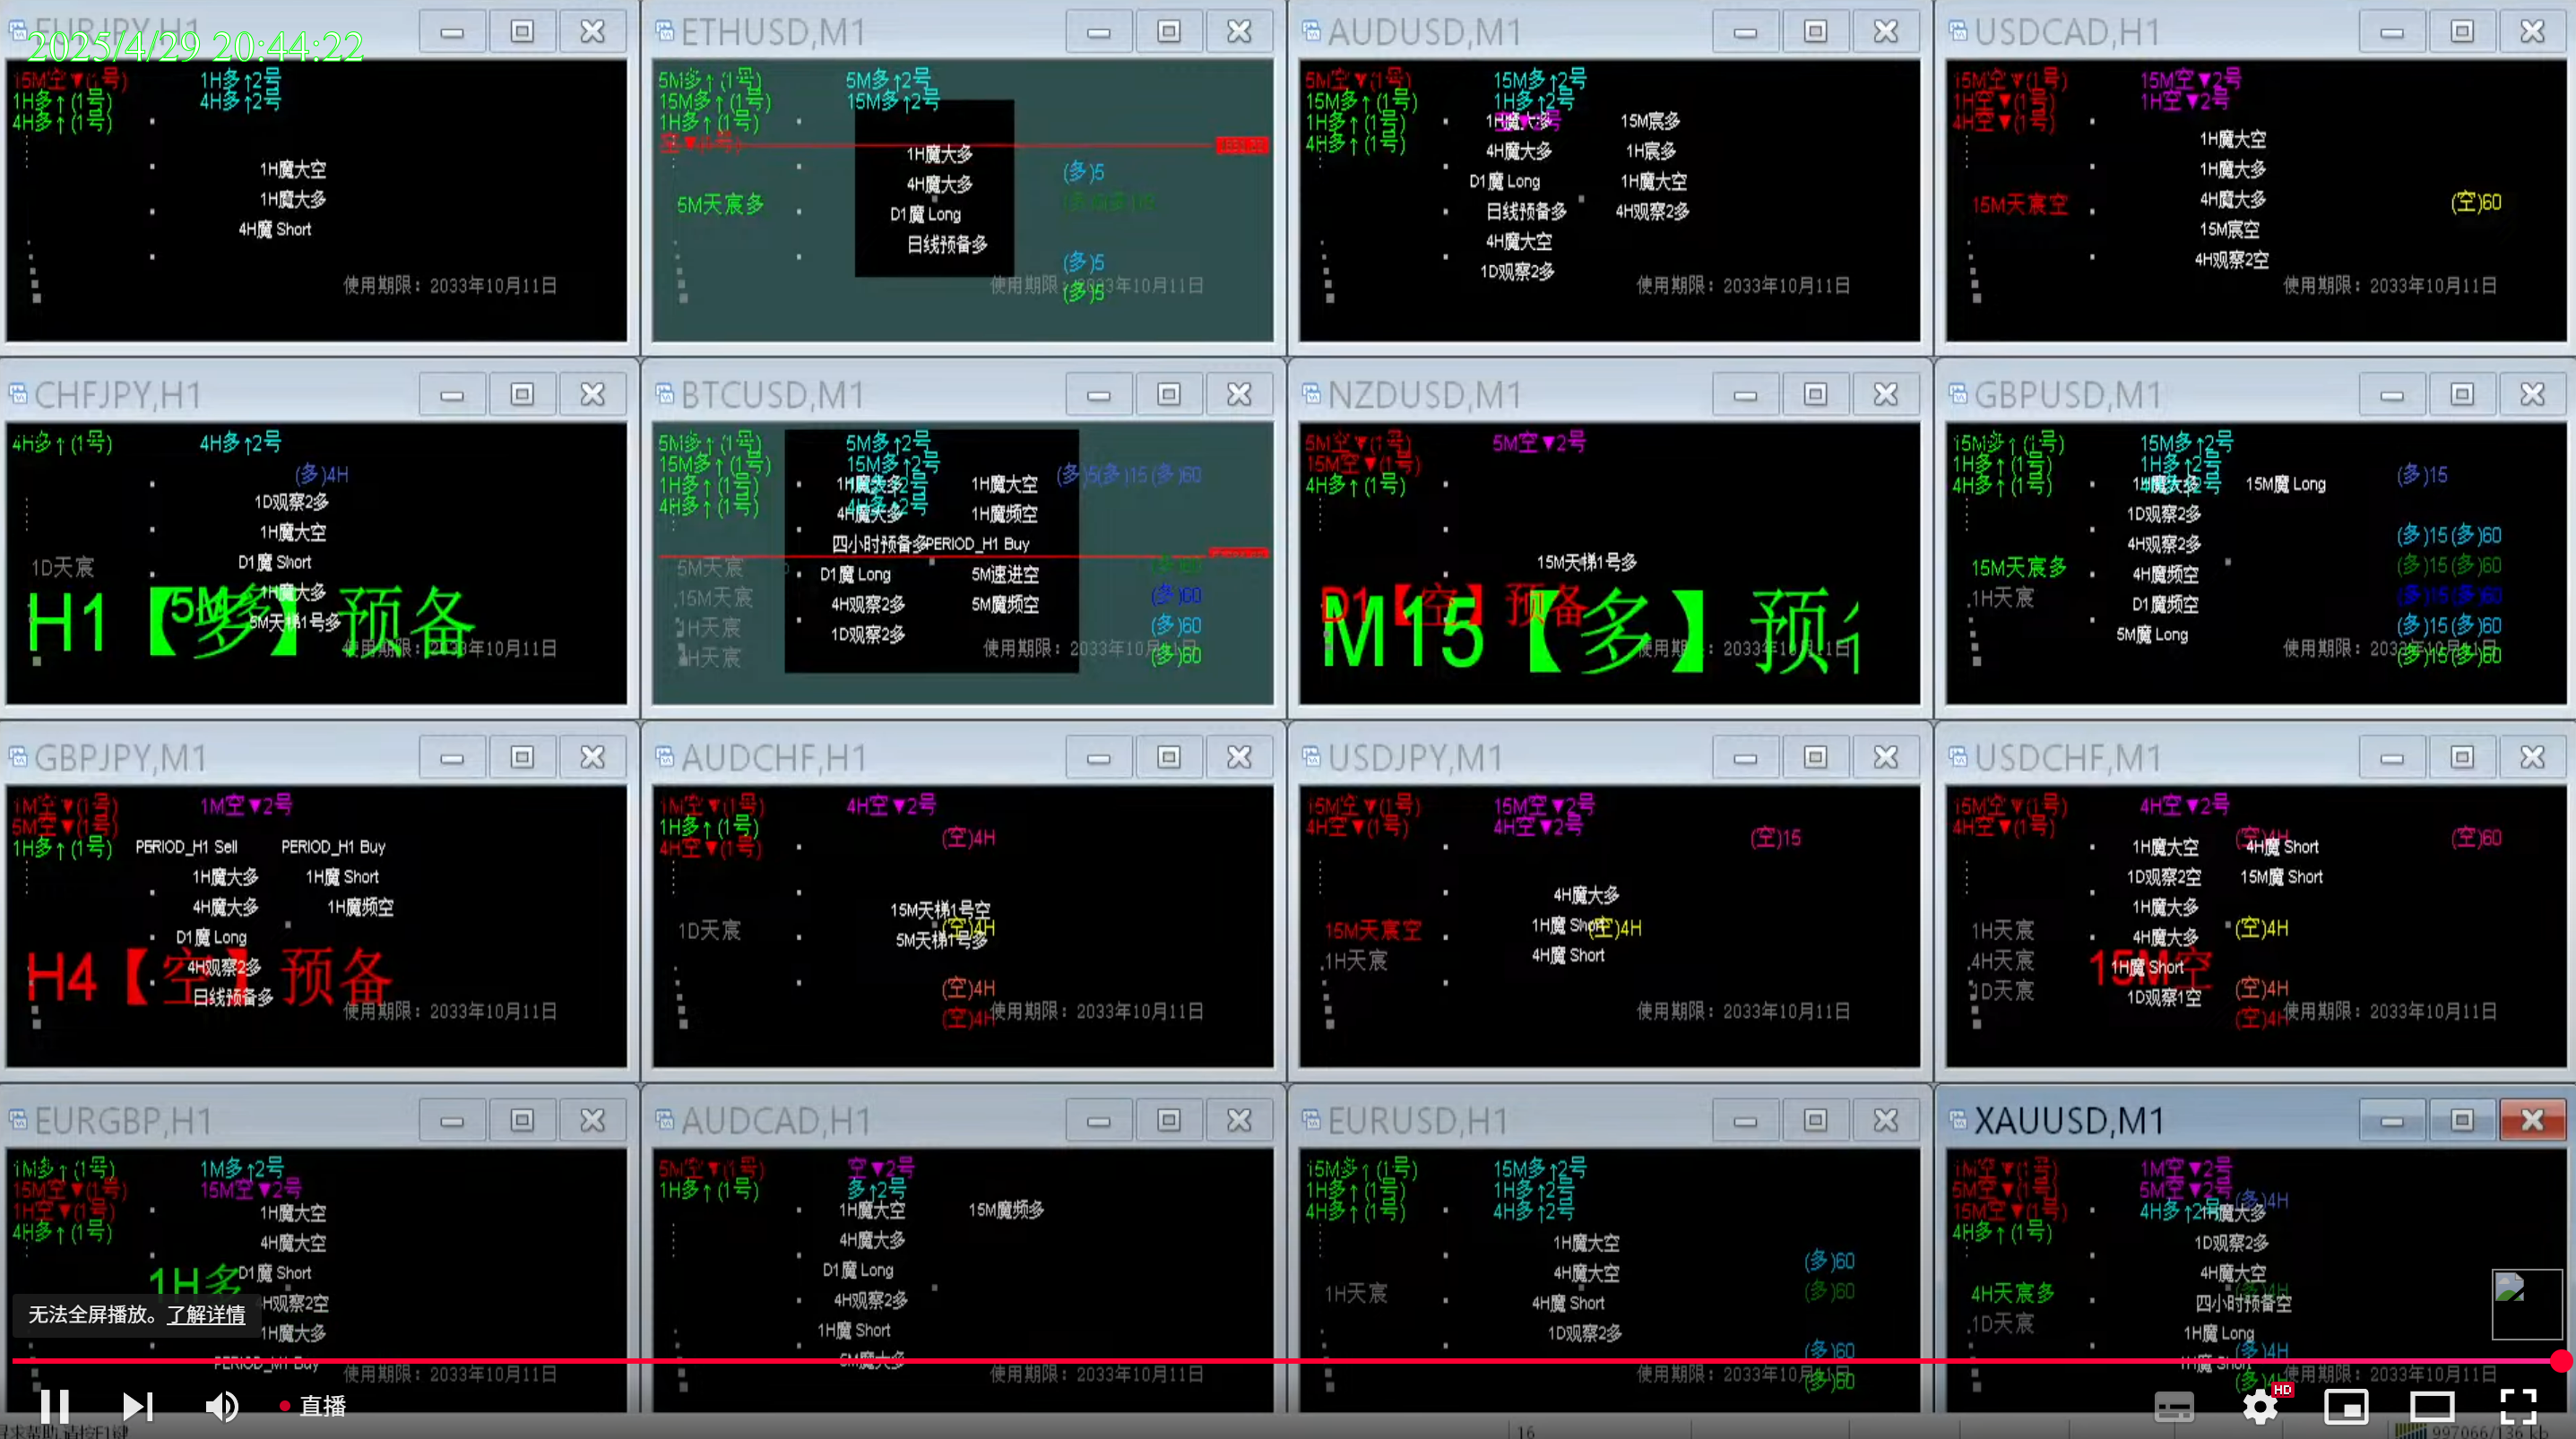 EURJPY,H1
2025/4/29 20:44:22
15M空▼(1号)
1H多↑2号
1H多↑(1号)
4H多↑2号
4H多↑(1号)
1H魔大空
1H魔大多
4H魔 Short
使用期限：2033年10月11日
ETHUSD,M1
5M多↑(1号)
5M多↑2号
15M多↑(1号)
15M多↑2号
1H多↑(1号)
1H魔大多
(多)5
4H魔大多
5M天宸多
D1魔 Long
日线预备多
(多)5
使用期限：2033年10月11日
(多)5
AUDUSD,M1
5M空▼(1号)
15M多↑2号
15M多↑(1号)
1H多↑2号
1H多↑(1号)
1H魔大多
15M宸多
4H多↑(1号)
4H魔大多
1H宸多
D1魔 Long
1H魔大空
日线预备多
4H观察2多
4H魔大空
1D观察2多
使用期限：2033年10月11日
USDCAD,H1
15M空▼(1号)
15M空▼2号
1H空▼(1号)
1H空▼2号
4H空▼(1号)
1H魔大空
1H魔大多
15M天宸空
4H魔大多
(空)60
15M宸空
4H观察2空
使用期限：2033年10月11日
CHFJPY,H1
4H多↑(1号)
4H多↑2号
(多)4H
1D观察2多
1H魔大空
1D天宸
D1魔 Short
1H魔大多
H1【多】预备
5M天梯1号多
使用期限：2033年10月11日
BTCUSD,M1
5M多↑(1号)
5M多↑2号
15M多↑(1号)
15M多↑2号
(多)5(多)15(多)60
1H多↑(1号)
1H魔大多
1H魔大空
4H多↑(1号)
4H魔大多
1H魔频空
四小时预备多
PERIOD_H1 Buy
5M天宸
D1魔 Long
5M速进空
15M天宸
4H观察2多
5M魔频空
(多)60
1H天宸
1D观察2多
(多)60
H天宸
使用期限：2033年10月11日
(多)60
NZDUSD,M1
5M空▼(1号)
5M空▼2号
15M空▼(1号)
4H多↑(1号)
15M天梯1号多
D1【空】预备
M15【多】预
使用期限：2033年10月11日
GBPUSD,M1
15M多↑(1号)
15M多↑2号
1H多↑(1号)
1H多↑2号
(多)15
4H多↑(1号)
1H魔大多
15M魔 Long
1D观察2多
4H观察2多
(多)15(多)60
15M天宸多
4H魔频空
(多)15(多)60
1H天宸
D1魔频空
(多)15(多)60
5M魔 Long
(多)15(多)60
使用期限：2033年10月11日
(多)15(多)60
GBPJPY,M1
1M空▼(1号)
1M空▼2号
5M空▼(1号)
1H多↑(1号)
PERIOD_H1 Sell
PERIOD_H1 Buy
1H魔大多
1H魔 Short
4H魔大多
1H魔频空
D1魔 Long
H4【空】预备
4H观察2多
日线预备多
使用期限：2033年10月11日
AUDCHF,H1
1M空▼(1号)
4H空▼2号
1H多↑(1号)
(空)4H
4H空▼(1号)
15M天梯1号空
1D天宸
(空)4H
5M天梯1号多
(空)4H
(空)4H
使用期限：2033年10月11日
USDJPY,M1
15M空▼(1号)
15M空▼2号
4H空▼(1号)
4H空▼2号
(空)15
4H魔大多
15M天宸空
1H魔 Short
(空)4H
1H天宸
4H魔 Short
使用期限：2033年10月11日
USDCHF,M1
15M空▼(1号)
4H空▼2号
4H空▼(1号)
(空)4H
(空)60
1H魔大空
4H魔 Short
1D观察2空
15M魔 Short
1H魔大多
1H天宸
4H魔大多
(空)4H
4H天宸
15M空
1H魔 Short
1D天宸
1D观察1空
(空)4H
(空)4H
使用期限：2033年10月11日
EURGBP,H1
1M多↑(1号)
1M多↑2号
15M空▼(1号)
15M空▼2号
1H空▼(1号)
1H魔大空
4H多↑(1号)
4H魔大空
1H多
D1魔 Short
4H观察2空
1H魔大多
PERIOD_M1 Buy
使用期限：2033年10月11日
AUDCAD,H1
5M空▼(1号)
空▼2号
1H多↑(1号)
多↑2号
1H魔大空
15M魔频多
4H魔大多
D1魔 Long
4H观察2多
1H魔 Short
5M魔大多
使用期限：2033年10月11日
EURUSD,H1
15M多↑(1号)
15M多↑2号
1H多↑(1号)
1H多↑2号
4H多↑(1号)
4H多↑2号
1H魔大空
(多)60
4H魔大空
1H天宸
4H魔 Short
(多)60
1D观察2多
(多)60
使用期限：2033年10月11日
(多)60
XAUUSD,M1
1M空▼(1号)
1M空▼2号
5M空▼(1号)
5M空▼2号
(多)4H
15M空▼(1号)
4H多↑2号
1H魔大多
4H多↑(1号)
1D观察2多
4H魔大空
4H天宸多
四小时预备空
1D天宸
1H魔 Long
(多)4H
1H魔 Short
使用期限：2033年10月11日
无法全屏播放。了解详情
直播
HD
16
997066/136 kb